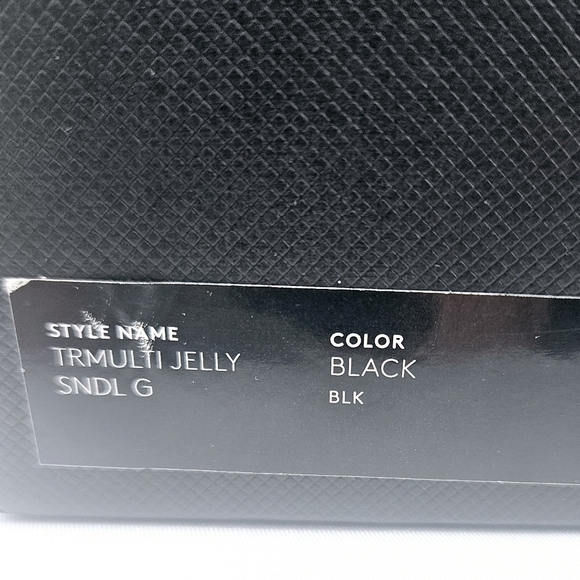 STYLE NAME
TRMULTI JELLY
SNDL G
COLOR
BLACK
BLK